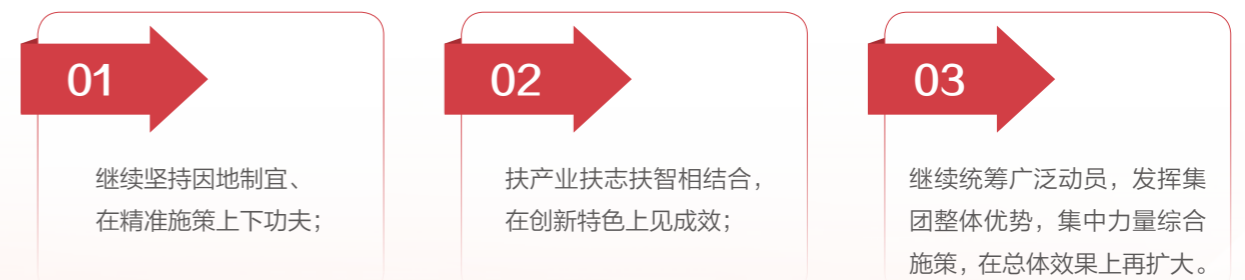 01
继续坚持因地制宜、
在精准施策上下功夫；
02
扶产业扶志扶智相结合，
在创新特色上见成效；
03
继续统筹广泛动员，发挥集
团整体优势，集中力量综合
施策，在总体效果上再扩大。